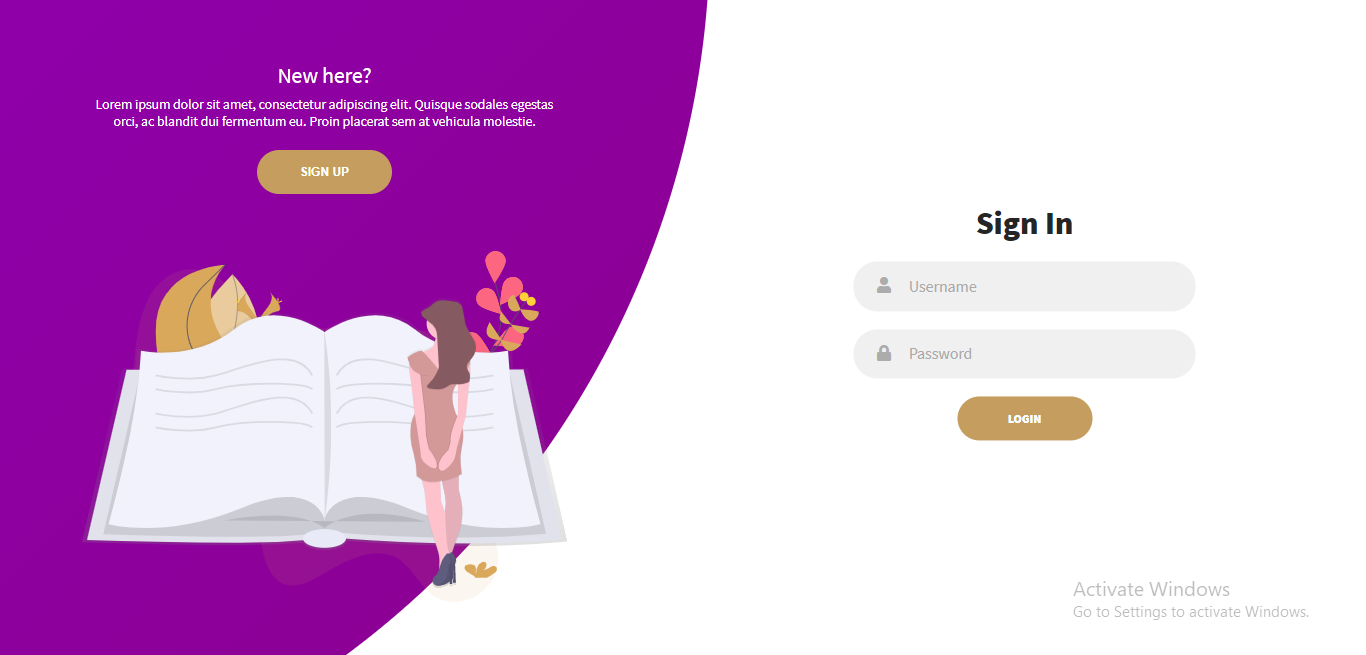 New here?
Lorem ipsum dolor sit amet, consectetur adipiscing elit. Quisque sodales egestas
orci, ac blandit dui fermentum eu. Proin placerat sem at vehicula molestie.
SIGN UP
Sign In
Username
Password
LOGIN
Activate Windows
Go to Settings to activate Windows.